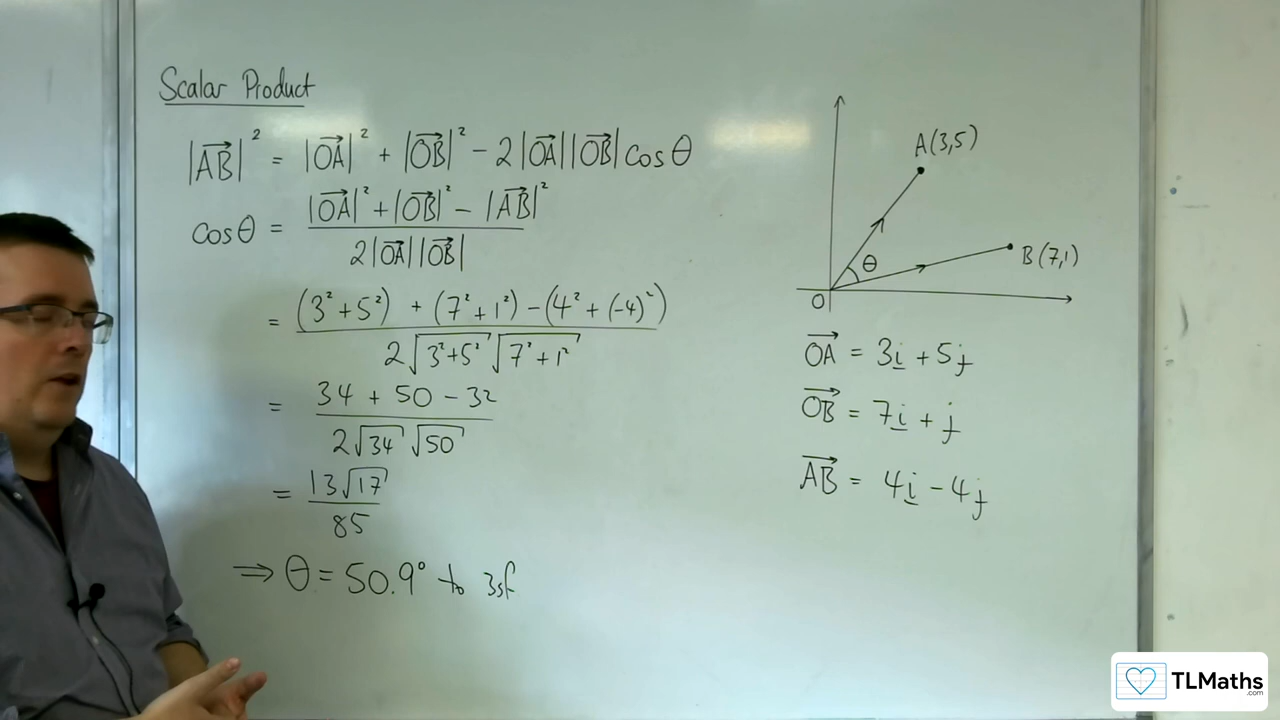 Scalar Product
|AB⃗|² = |OA⃗|² + |OB⃗|² - 2|OA⃗||OB⃗|cosθ
cosθ = (|OA⃗|² + |OB⃗|² - |AB⃗|²) / (2|OA⃗||OB⃗|)
= ((3²+5²) + (7²+1²) - (4²+(-4)²)) / (2√(3²+5²) √(7²+1²))
= (34 + 50 - 32) / (2√34 √50)
= 13√17 / 85
⇒ θ = 50.9° to 3sf
A(3,5)
θ
B(7,1)
O
OA⃗ = 3i + 5j
OB⃗ = 7i + j
AB⃗ = 4i - 4j
TLMaths
.com